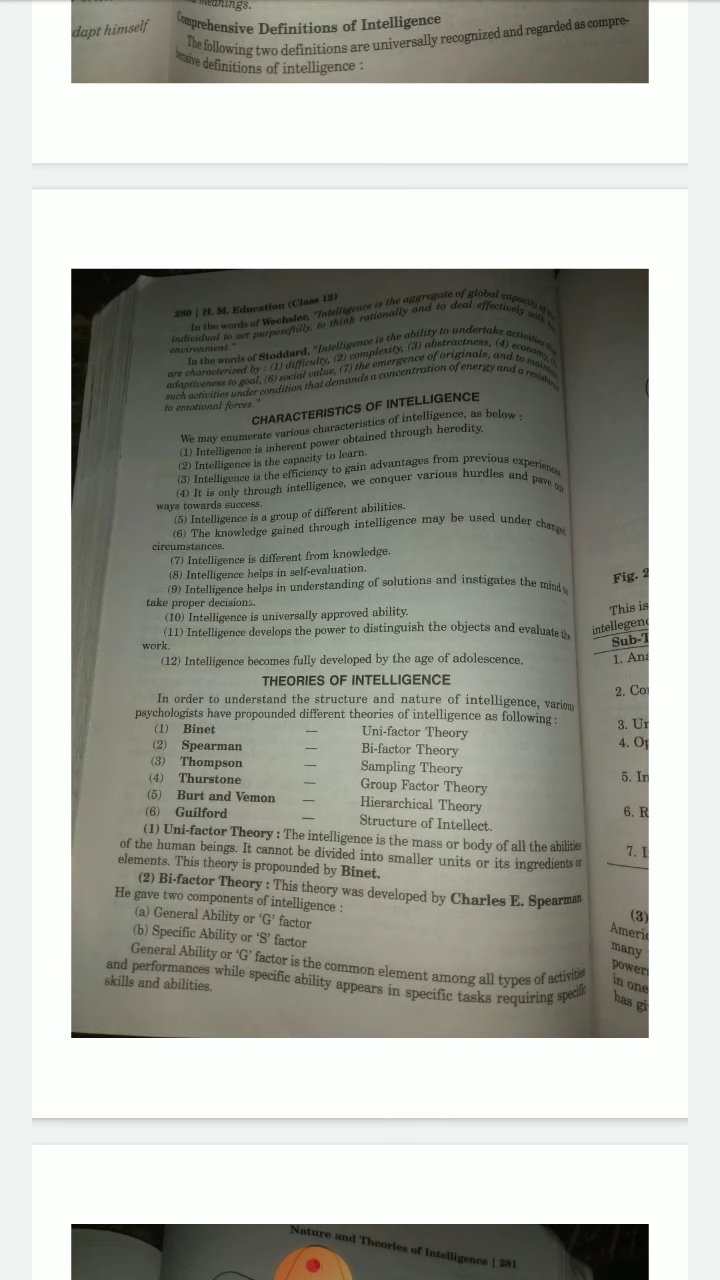 meanings.
dapt himself
Comprehensive Definitions of Intelligence
The following two definitions are universally recognized and regarded as compre-
hensive definitions of intelligence :
280 | H. M. Education (Class 12)
In the words of Wechsler, "Intelligence is the aggregate of global capacity of the
individual to act purposeftilly, to think rationally and to deal effectively with his
environment."
In the words of Stoddard, "Intelligence is the ability to undertake activities that
are characterized by : (1) difficulty, (2) complexity, (3) abstractness, (4) economy, (5)
adaptiveness to goal, (6) social value, (7) the emergence of originals, and to maintain
such activities under condition that demands a concentration of energy and a resistance
to emotional forces."
CHARACTERISTICS OF INTELLIGENCE
We may enumerate various characteristics of intelligence, as below :
(1) Intelligence is inherent power obtained through heredity.
(2) Intelligence is the capacity to learn.
(3) Intelligence is the efficiency to gain advantages from previous experiences.
(4) It is only through intelligence, we conquer various hurdles and pave our
ways towards success.
(5) Intelligence is a group of different abilities.
(6) The knowledge gained through intelligence may be used under changed
circumstances.
(7) Intelligence is different from knowledge.
(8) Intelligence helps in self-evaluation.
(9) Intelligence helps in understanding of solutions and instigates the mind to
take proper decisions.
(10) Intelligence is universally approved ability.
(11) Intelligence develops the power to distinguish the objects and evaluate the
work.
(12) Intelligence becomes fully developed by the age of adolescence.
THEORIES OF INTELLIGENCE
In order to understand the structure and nature of intelligence, various
psychologists have propounded different theories of intelligence as following :
(1) Binet — Uni-factor Theory
(2) Spearman — Bi-factor Theory
(3) Thompson — Sampling Theory
(4) Thurstone — Group Factor Theory
(5) Burt and Vemon — Hierarchical Theory
(6) Guilford — Structure of Intellect.
(1) Uni-factor Theory : The intelligence is the mass or body of all the abilities
of the human beings. It cannot be divided into smaller units or its ingredients or
elements. This theory is propounded by Binet.
(2) Bi-factor Theory : This theory was developed by Charles E. Spearman.
He gave two components of intelligence :
(a) General Ability or 'G' factor
(b) Specific Ability or 'S' factor
General Ability or 'G' factor is the common element among all types of activities
and performances while specific ability appears in specific tasks requiring specific
skills and abilities.
Fig. 2
This is
intellegenc
Sub-T
1. Ana
2. Co
3. Ur
4. Op
5. In
6. R
7. I
(3)
Americ
many
power
in one
has gi
Nature and Theories of Intelligence | 281